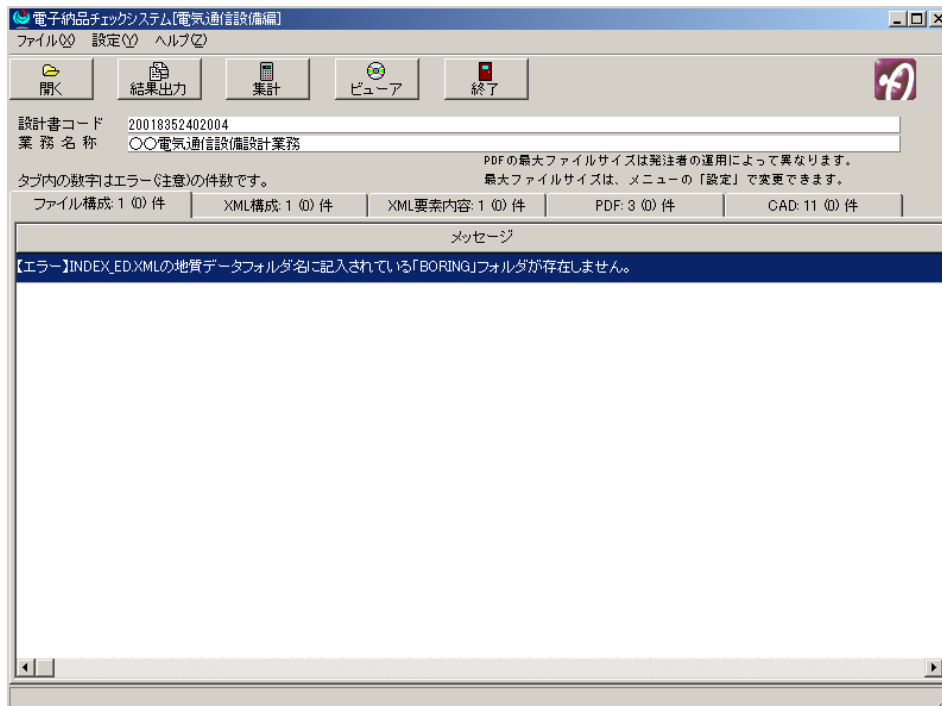 電子納品チェックシステム[電気通信設備編]
ファイル(X) 設定(Y) ヘルプ(Z)
開く 結果出力 集計 ビューア 終了
設計書コード 20018352402004
業務名称 〇〇電気通信設備設計業務
PDFの最大ファイルサイズは発注者の運用によって異なります。
タブ内の数字はエラー(注意)の件数です。 最大ファイルサイズは、メニューの「設定」で変更できます。
ファイル構成: 1 (0) 件 XML構成: 1 (0) 件 XML要素内容: 1 (0) 件 PDF: 3 (0) 件 CAD: 11 (0) 件
メッセージ
【エラー】INDEX_ED.XMLの地質データフォルダ名に記入されている「BORING」フォルダが存在しません。